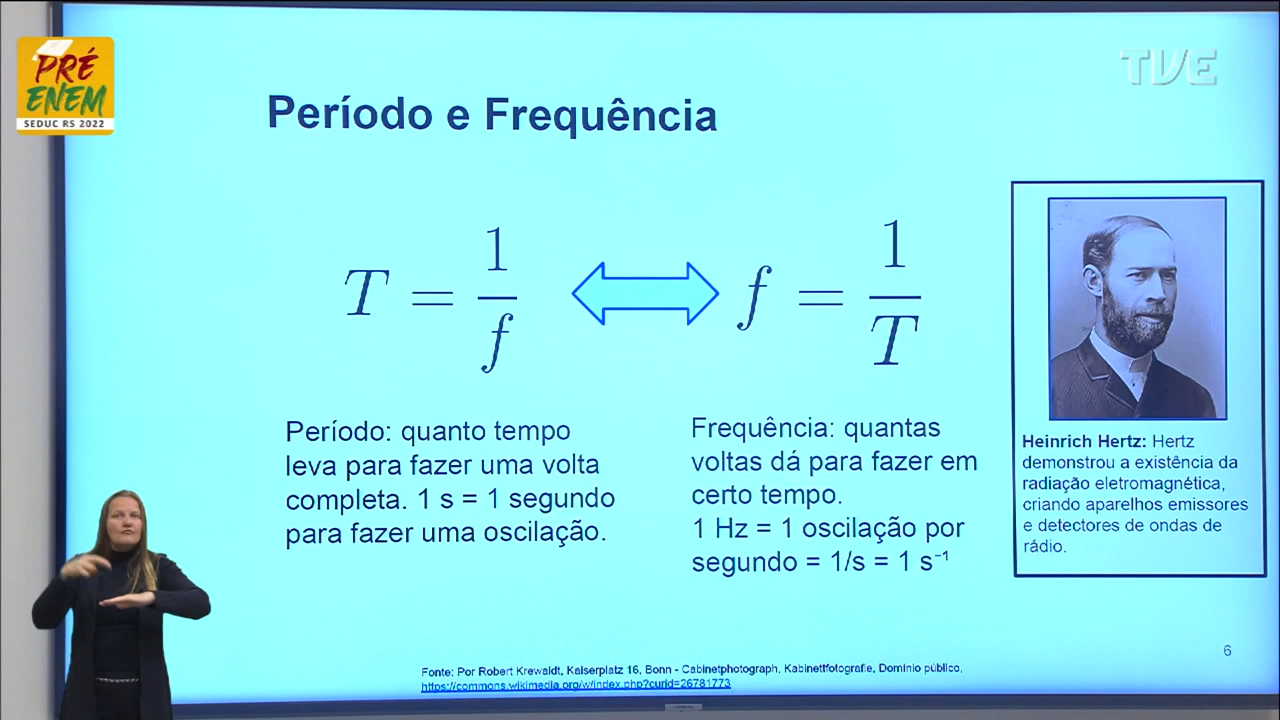 PRÉ
ENEM
SEDUC RS 2022
TVE
Período e Frequência
T = 1/f
f = 1/T
Período: quanto tempo
leva para fazer uma volta
completa. 1 s = 1 segundo
para fazer uma oscilação.
Frequência: quantas
voltas dá para fazer em
certo tempo.
1 Hz = 1 oscilação por
segundo = 1/s = 1 s⁻¹
Heinrich Hertz: Hertz
demonstrou a existência da
radiação eletromagnética,
criando aparelhos emissores
e detectores de ondas de
rádio.
6
Fonte: Por Robert Krewaldt, Kaiserplatz 16, Bonn - Cabinetphotograph, Kabinettfotografie, Domínio público,
https://commons.wikimedia.org/w/index.php?curid=26781773